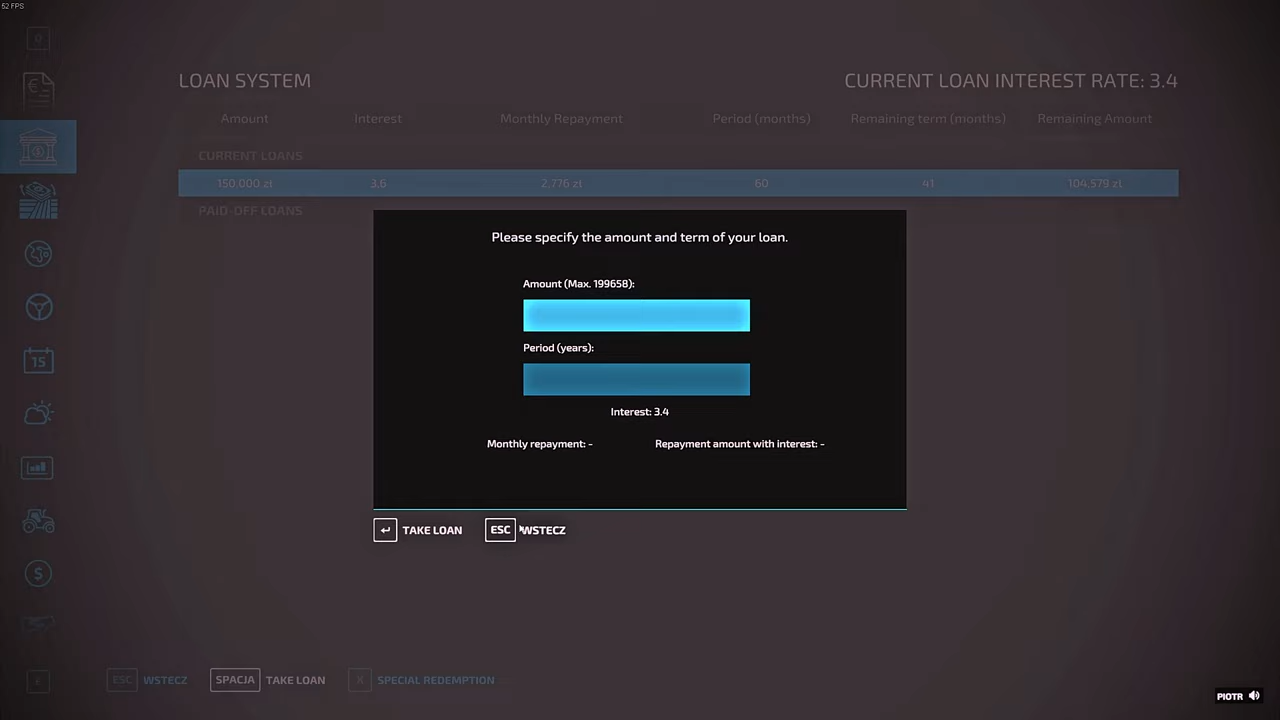 52 FPS
Q
LOAN SYSTEM
CURRENT LOAN INTEREST RATE: 3.4
Amount Interest Monthly Repayment Period (months) Remaining term (months) Remaining Amount
CURRENT LOANS
150,000 zł 3.6 2,776 zł 60 41 104,579 zł
PAID-OFF LOANS
Please specify the amount and term of your loan.
Amount (Max. 199658):
Period (years):
Interest: 3.4
Monthly repayment: - Repayment amount with interest: -
TAKE LOAN ESC WSTECZ
15
E
ESC WSTECZ SPACJA TAKE LOAN X SPECIAL REDEMPTION
PIOTR